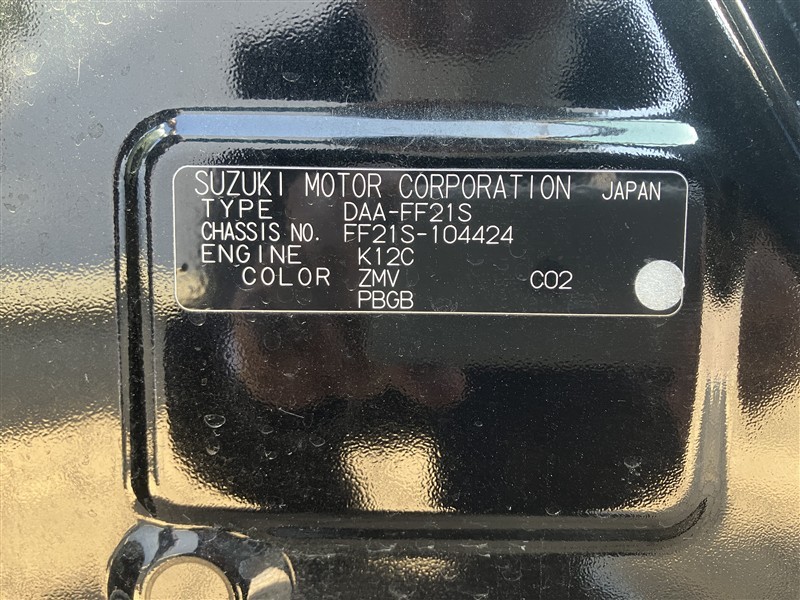 SUZUKI MOTOR CORPORATION JAPAN
TYPE DAA-FF21S
CHASSIS NO. FF21S-104424
ENGINE K12C
COLOR ZMV C02
PBGB